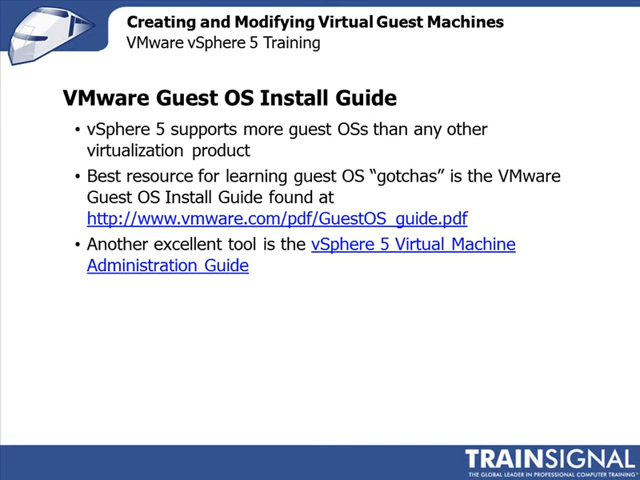 Creating and Modifying Virtual Guest Machines
VMware vSphere 5 Training
VMware Guest OS Install Guide
• vSphere 5 supports more guest OSs than any other
virtualization product
• Best resource for learning guest OS “gotchas” is the VMware
Guest OS Install Guide found at
http://www.vmware.com/pdf/GuestOS_guide.pdf
• Another excellent tool is the vSphere 5 Virtual Machine
Administration Guide
TRAINSIGNAL
THE GLOBAL LEADER IN PROFESSIONAL COMPUTER TRAINING™